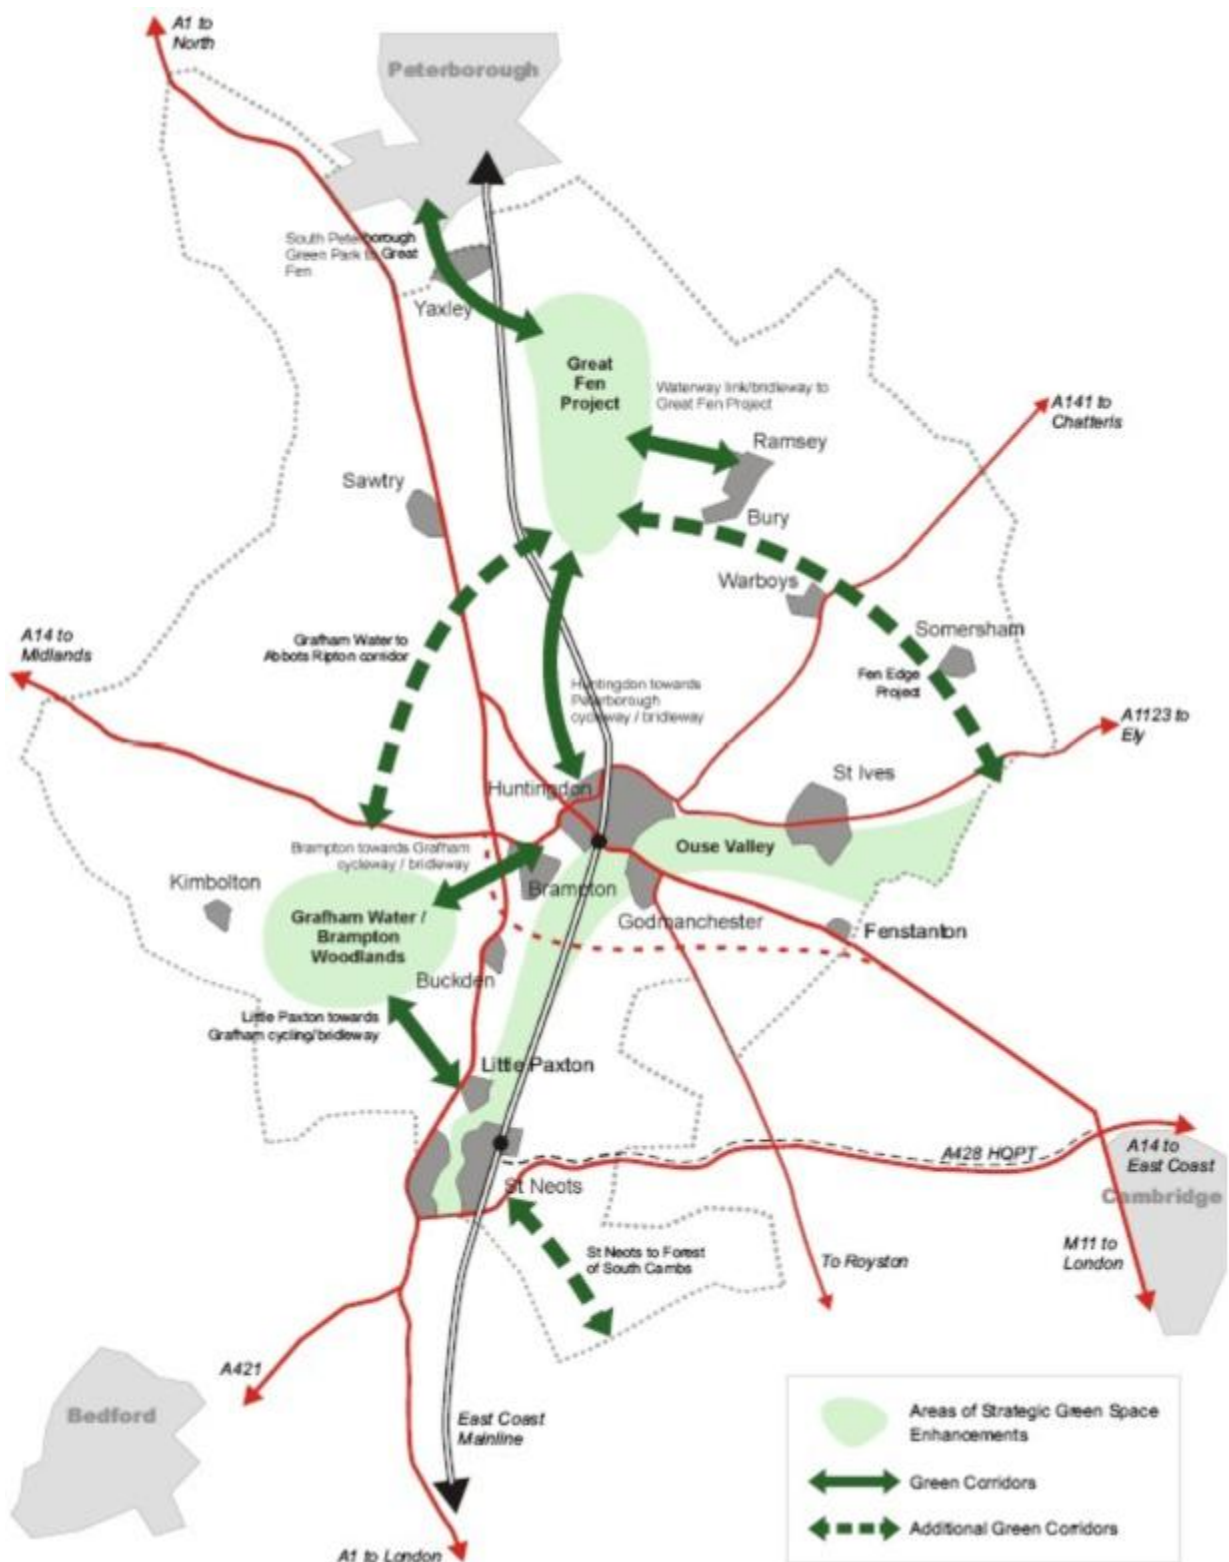 A1 to
North
Peterborough
South Peterborough
Green Park to Great
Fen
Yaxley
Great
Fen
Project
Waterway link/bridleway to
Great Fen Project
A141 to
Chatteris
Ramsey
Sawtry
Bury
Warboys
A14 to
Midlands
Grafham Water to
Abbots Ripton corridor
Somersham
Fen Edge
Project
Huntingdon towards
Peterborough
cycleway / bridleway
A1123 to
Ely
St Ives
Huntingdon
Ouse Valley
Brampton towards Grafham
cycleway / bridleway
Kimbolton
Brampton
Grafham Water /
Brampton
Woodlands
Godmanchester
Fenstanton
Buckden
Little Paxton towards
Grafham cycling/bridleway
Little Paxton
A428 HQPT
A14 to
East Coast
Cambridge
St Neots
St Neots to Forest
of South Cambs
To Royston
M11 to
London
A421
Bedford
East Coast
Mainline
A1 to London
Areas of Strategic Green Space
Enhancements
Green Corridors
Additional Green Corridors